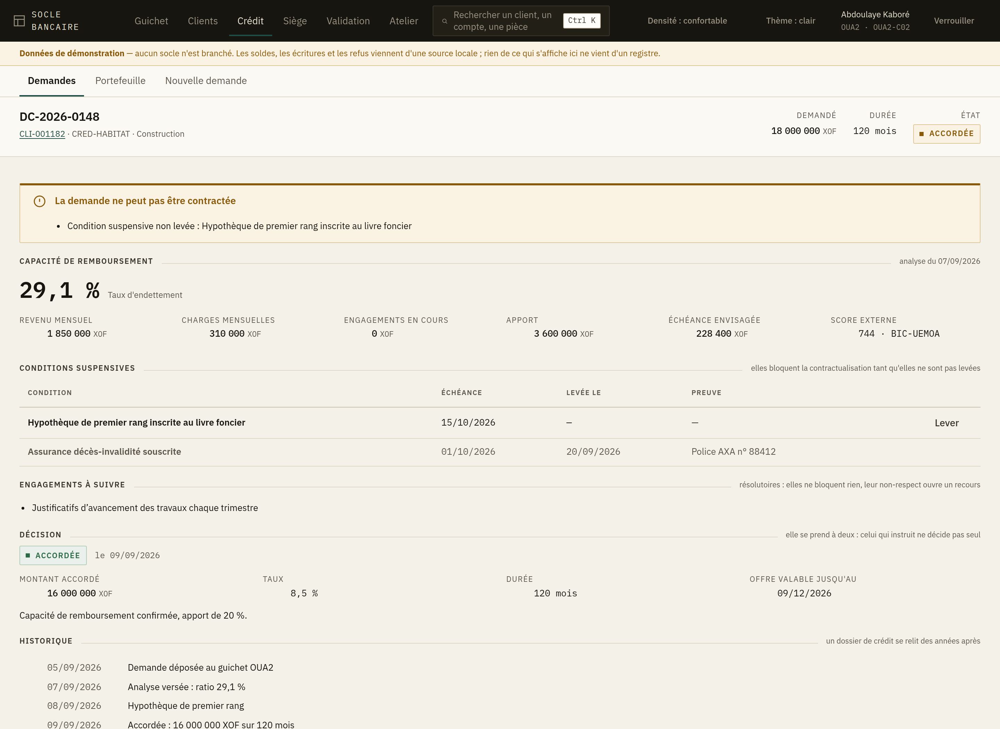 SOCLE
BANCAIRE
Guichet Clients Crédit Siège Validation Atelier
Rechercher un client, un
compte, une pièce
Ctrl K
Densité : confortable
Thème : clair
Abdoulaye Kaboré
OUA2 · OUA2-C02
Verrouiller
Données de démonstration — aucun socle n'est branché. Les soldes, les écritures et les refus viennent d'une source locale ; rien de ce qui s'affiche ici ne vient d'un registre.
Demandes Portefeuille Nouvelle demande
DC-2026-0148
CLI-001182 · CRED-HABITAT · Construction
DEMANDÉ DURÉE ÉTAT
18 000 000 XOF 120 mois ACCORDÉE
La demande ne peut pas être contractée
• Condition suspensive non levée : Hypothèque de premier rang inscrite au livre foncier
CAPACITÉ DE REMBOURSEMENT analyse du 07/09/2026
29,1 % Taux d'endettement
REVENU MENSUEL CHARGES MENSUELLES ENGAGEMENTS EN COURS APPORT ÉCHÉANCE ENVISAGÉE SCORE EXTERNE
1 850 000 XOF 310 000 XOF 0 XOF 3 600 000 XOF 228 400 XOF 744 · BIC-UEMOA
CONDITIONS SUSPENSIVES elles bloquent la contractualisation tant qu'elles ne sont pas levées
CONDITION ÉCHÉANCE LEVÉE LE PREUVE
Hypothèque de premier rang inscrite au livre foncier 15/10/2026 — — Lever
Assurance décès-invalidité souscrite 01/10/2026 20/09/2026 Police AXA n° 88412
ENGAGEMENTS À SUIVRE résolutoires : elles ne bloquent rien, leur non-respect ouvre un recours
• Justificatifs d’avancement des travaux chaque trimestre
DÉCISION elle se prend à deux : celui qui instruit ne décide pas seul
ACCORDÉE le 09/09/2026
MONTANT ACCORDÉ TAUX DURÉE OFFRE VALABLE JUSQU'AU
16 000 000 XOF 8,5 % 120 mois 09/12/2026
Capacité de remboursement confirmée, apport de 20 %.
HISTORIQUE un dossier de crédit se relit des années après
05/09/2026 Demande déposée au guichet OUA2
07/09/2026 Analyse versée : ratio 29,1 %
08/09/2026 Hypothèque de premier rang
09/09/2026 Accordée : 16 000 000 XOF sur 120 mois